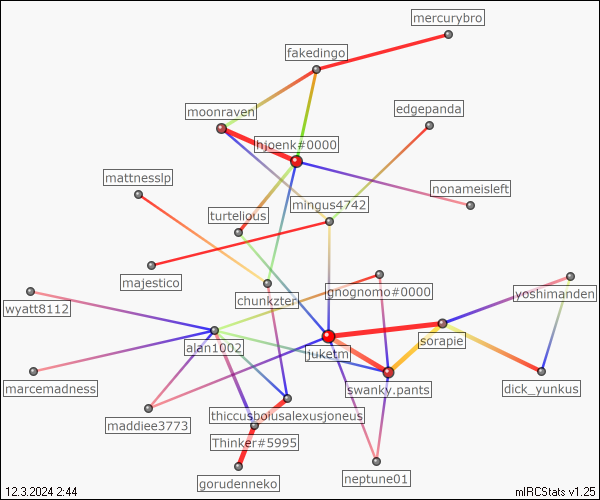 mercurybro
fakedingo
moonraven
edgepanda
hjoenk#0000
mattnesslp
nonameisleft
mingus4742
turtelious
majestico
gnognomo#0000
yoshimanden
chunkzter
wyatt8112
sorapie
alan1002
juketm
marcemadness
swanky.pants
dick_yunkus
thiccusboiusalexusjoneus
maddiee3773
Thinker#5995
gorudenneko
neptune01
12.3.2024 2:44
mIRCStats v1.25